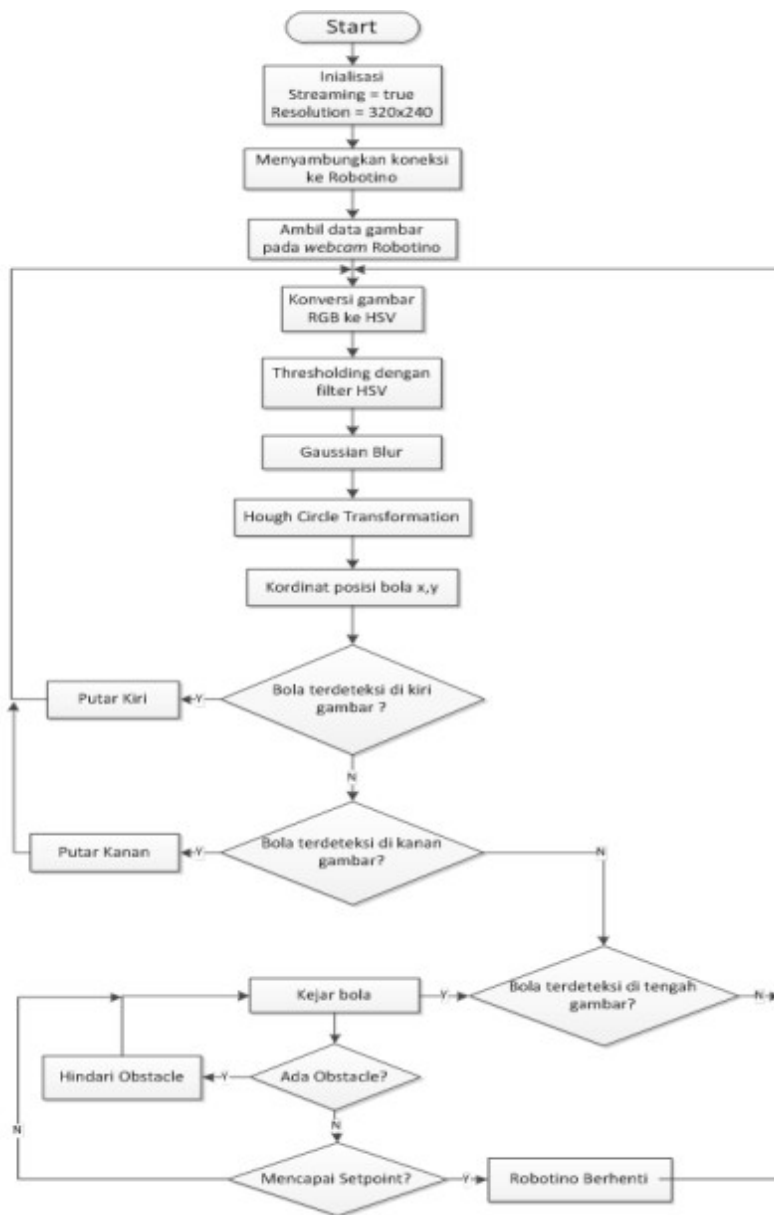 Start
Inialisasi
Streaming = true
Resolution = 320x240
Menyambungkan koneksi
ke Robotino
Ambil data gambar
pada webcam Robotino
Konversi gambar
RGB ke HSV
Thresholding dengan
filter HSV
Gaussian Blur
Hough Circle Transformation
Kordinat posisi bola x,y
Bola terdeteksi di kiri
gambar ?
Y
Putar Kiri
N
Bola terdeteksi di kanan
gambar?
Y
Putar Kanan
N
Bola terdeteksi di tengah
gambar?
N
Y
Kejar bola
Ada Obstacle?
Y
Hindari Obstacle
N
Mencapai Setpoint?
N
Y
Robotino Berhenti